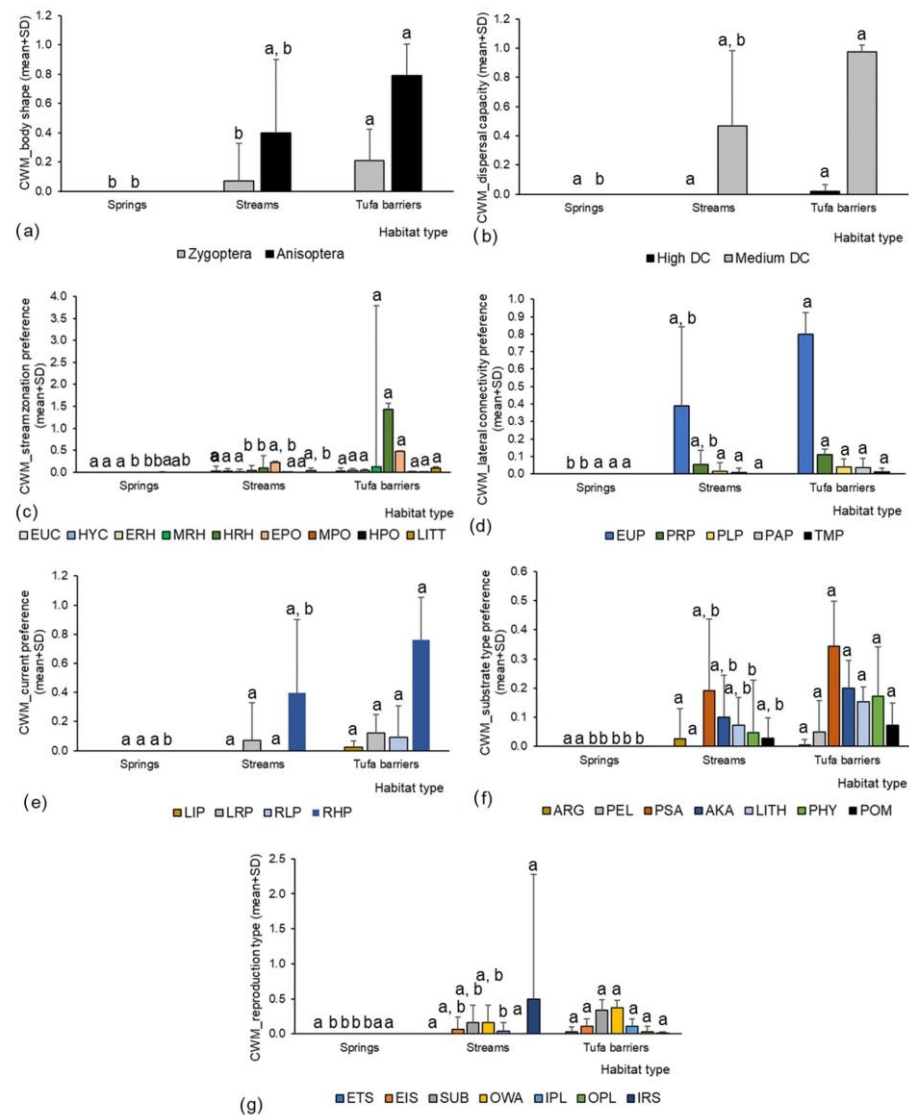 CWM_body shape (mean+SD)
1.2
1.0
0.8
0.6
0.4
0.2
0.0
b b
b
a, b
a
a
Springs Streams Tufa barriers
(a)
Habitat type
Zygoptera Anisoptera
CWM_dispersal capacity (mean+SD)
1.2
1.0
0.8
0.6
0.4
0.2
0.0
a b
a
a, b
a
a
Springs Streams Tufa barriers
(b)
Habitat type
High DC Medium DC
CWM_stream zonation preference
(mean+SD)
4.0
3.5
3.0
2.5
2.0
1.5
1.0
0.5
0.0
a a a b b b a a b
a a a b b a, b a a a, b
a a a a a a a a a
Springs Streams Tufa barriers
(c)
Habitat type
EUC HYC ERH MRH HRH EPO MPO HPO LITT
CWM_lateral connectivity preference
(mean+SD)
1.0
0.9
0.8
0.7
0.6
0.5
0.4
0.3
0.2
0.1
0
b b a a a
a, b a, b a a a
a a a a a
Springs Streams Tufa barriers
(d)
Habitat type
EUP PRP PLP PAP TMP
CWM_current preference
(mean+SD)
1.2
1.0
0.8
0.6
0.4
0.2
0.0
a a a b
a a a a, b
a a a a
Springs Streams Tufa barriers
(e)
Habitat type
LIP LRP RLP RHP
CWM_substrate type preference
(mean+SD)
0.6
0.5
0.4
0.3
0.2
0.1
0.0
a a b b b b b
a a a, b a, b a, b b a, b
a a a a a a a
Springs Streams Tufa barriers
(f)
Habitat type
ARG PEL PSA AKA LITH PHY POM
CWM_reproduction type (mean+SD)
2.5
2.0
1.5
1.0
0.5
0.0
a b b b b a a
a a, b a, b a, b b a a
a a a a a a a
Springs Streams Tufa barriers
Habitat type
ETS EIS SUB OWA IPL OPL IRS
(g)